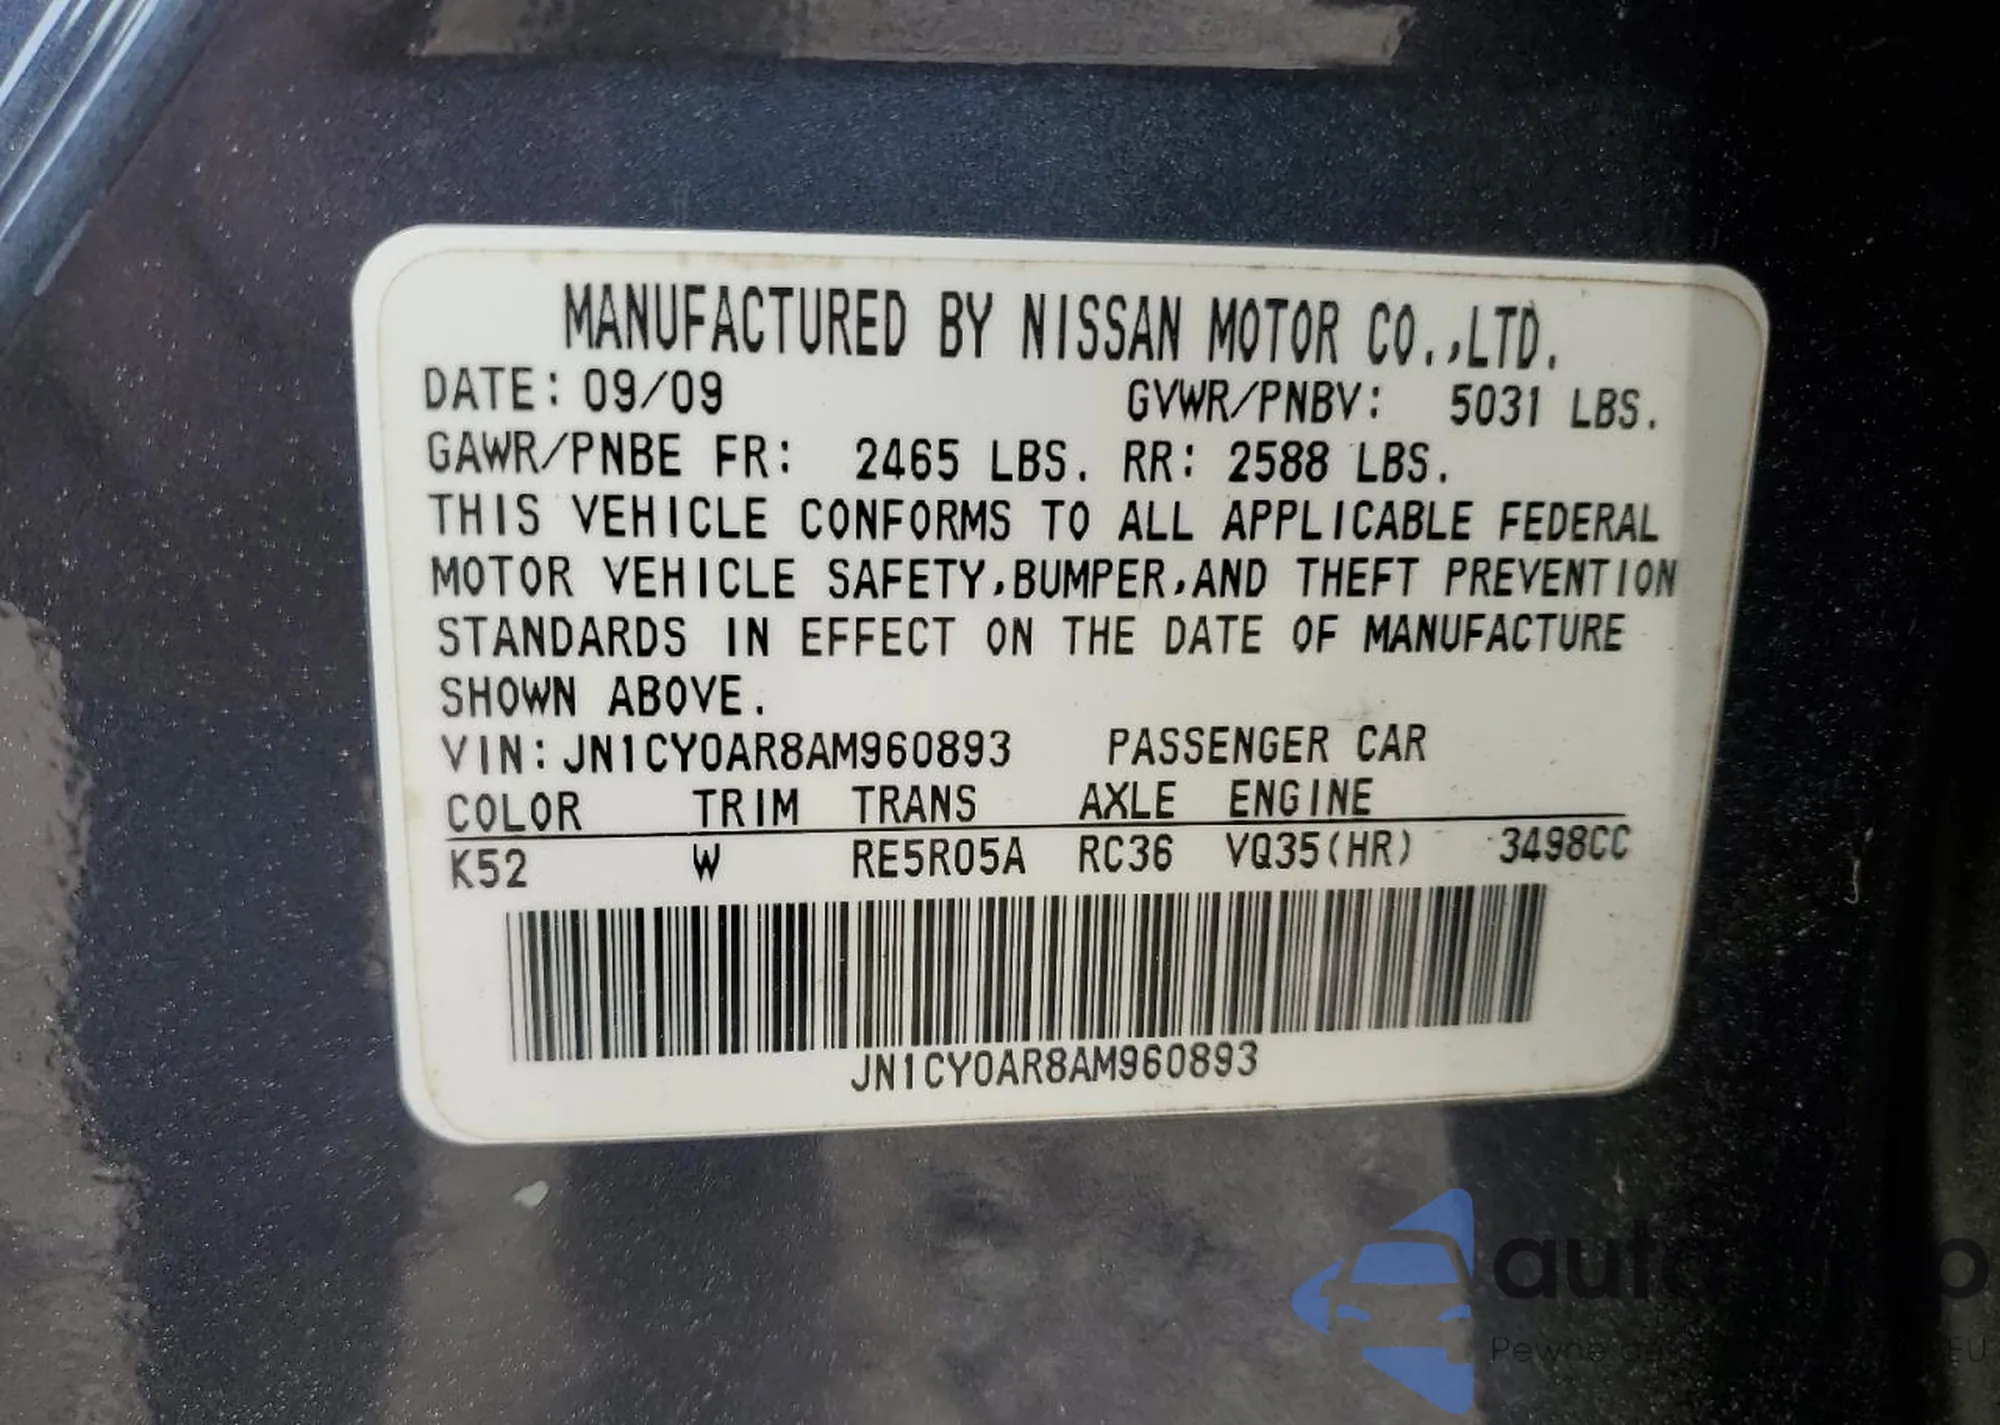 MANUFACTURED BY NISSAN MOTOR CO.,LTD.
DATE: 09/09 GVWR/PNBV: 5031 LBS.
GAWR/PNBE FR: 2465 LBS. RR: 2588 LBS.
THIS VEHICLE CONFORMS TO ALL APPLICABLE FEDERAL
MOTOR VEHICLE SAFETY,BUMPER,AND THEFT PREVENTION
STANDARDS IN EFFECT ON THE DATE OF MANUFACTURE
SHOWN ABOVE.
VIN:JN1CY0AR8AM960893 PASSENGER CAR
COLOR TRIM TRANS AXLE ENGINE
K52 W RE5R05A RC36 VQ35(HR) 3498CC
JN1CY0AR8AM960893
Pewne
EU